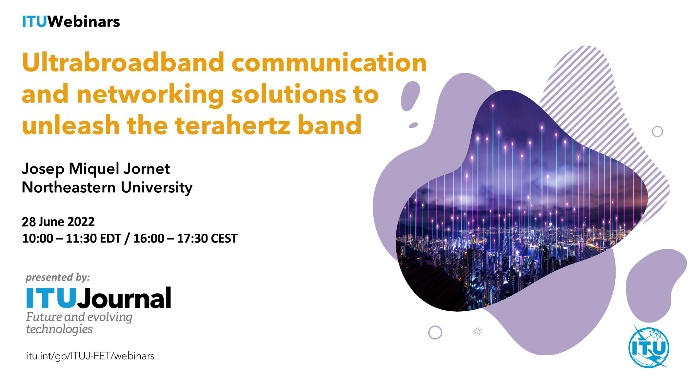 ITUWebinars
Ultrabroadband communication
and networking solutions to
unleash the terahertz band
Josep Miquel Jornet
Northeastern University
28 June 2022
10:00 – 11:30 EDT / 16:00 – 17:30 CEST
presented by:
ITUJournal
Future and evolving
technologies
itu.int/go/ITUJ-FET/webinars
ITU